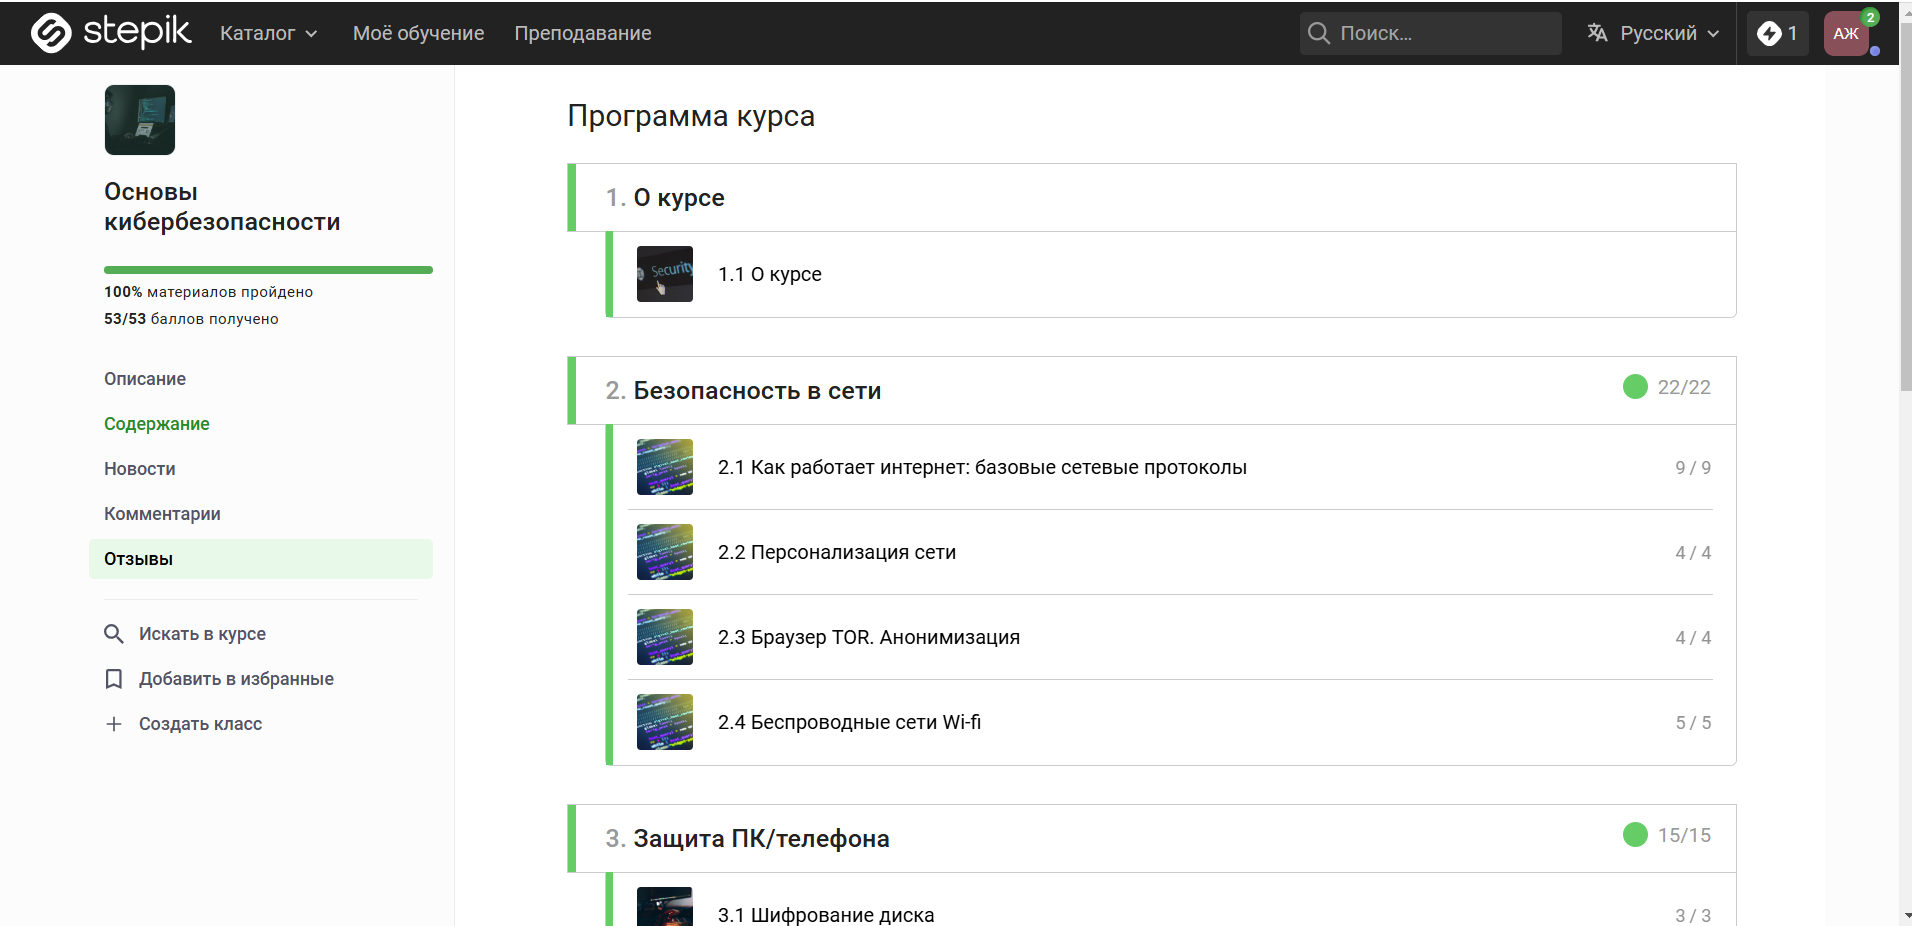 stepik
Каталог
Моё обучение
Преподавание
Поиск...
Русский
1
АЖ
2
Основы
кибербезопасности
100% материалов пройдено
53/53 баллов получено
Описание
Содержание
Новости
Комментарии
Отзывы
Искать в курсе
Добавить в избранные
Создать класс
Программа курса
1. О курсе
Security
1.1 О курсе
2. Безопасность в сети
22/22
2.1 Как работает интернет: базовые сетевые протоколы
9 / 9
2.2 Персонализация сети
4 / 4
2.3 Браузер TOR. Анонимизация
4 / 4
2.4 Беспроводные сети Wi-fi
5 / 5
3. Защита ПК/телефона
15/15
3.1 Шифрование диска
3 / 3